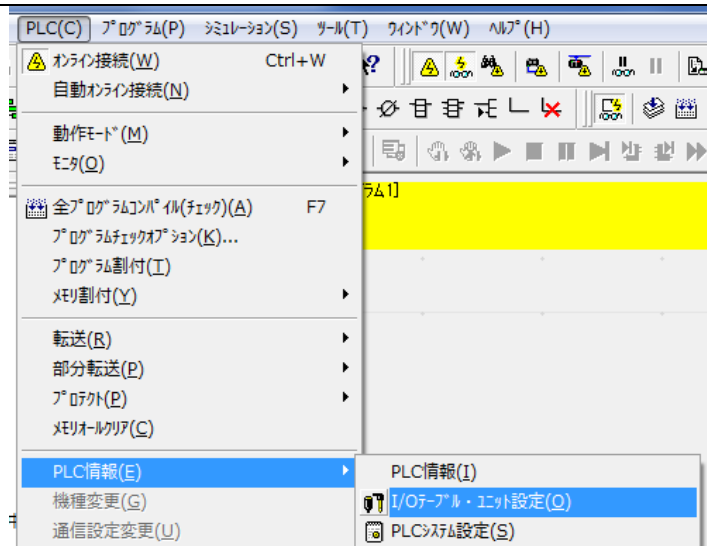 PLC(C) ﾌﾟﾛｸﾞﾗﾑ(P) ｼﾐｭﾚｰｼｮﾝ(S) ﾂｰﾙ(T) ｳｨﾝﾄﾞｳ(W) ﾍﾙﾌﾟ(H)
ｵﾝﾗｲﾝ接続(W) Ctrl+W
自動ｵﾝﾗｲﾝ接続(N)
動作ﾓｰﾄﾞ(M)
ﾓﾆﾀ(O)
ﾗﾑ1]
全ﾌﾟﾛｸﾞﾗﾑｺﾝﾊﾟｲﾙ(ﾁｪｯｸ)(A) F7
ﾌﾟﾛｸﾞﾗﾑﾁｪｯｸｵﾌﾟｼｮﾝ(K)...
ﾌﾟﾛｸﾞﾗﾑ割付(T)
ﾒﾓﾘ割付(Y)
転送(R)
部分転送(P)
ﾌﾟﾛﾃｸﾄ(P)
ﾒﾓﾘｵｰﾙｸﾘｱ(C)
PLC情報(E)
PLC情報(I)
機種変更(G)
I/Oﾃｰﾌﾞﾙ・ﾕﾆｯﾄ設定(O)
通信設定変更(U)
PLCｼｽﾃﾑ設定(S)